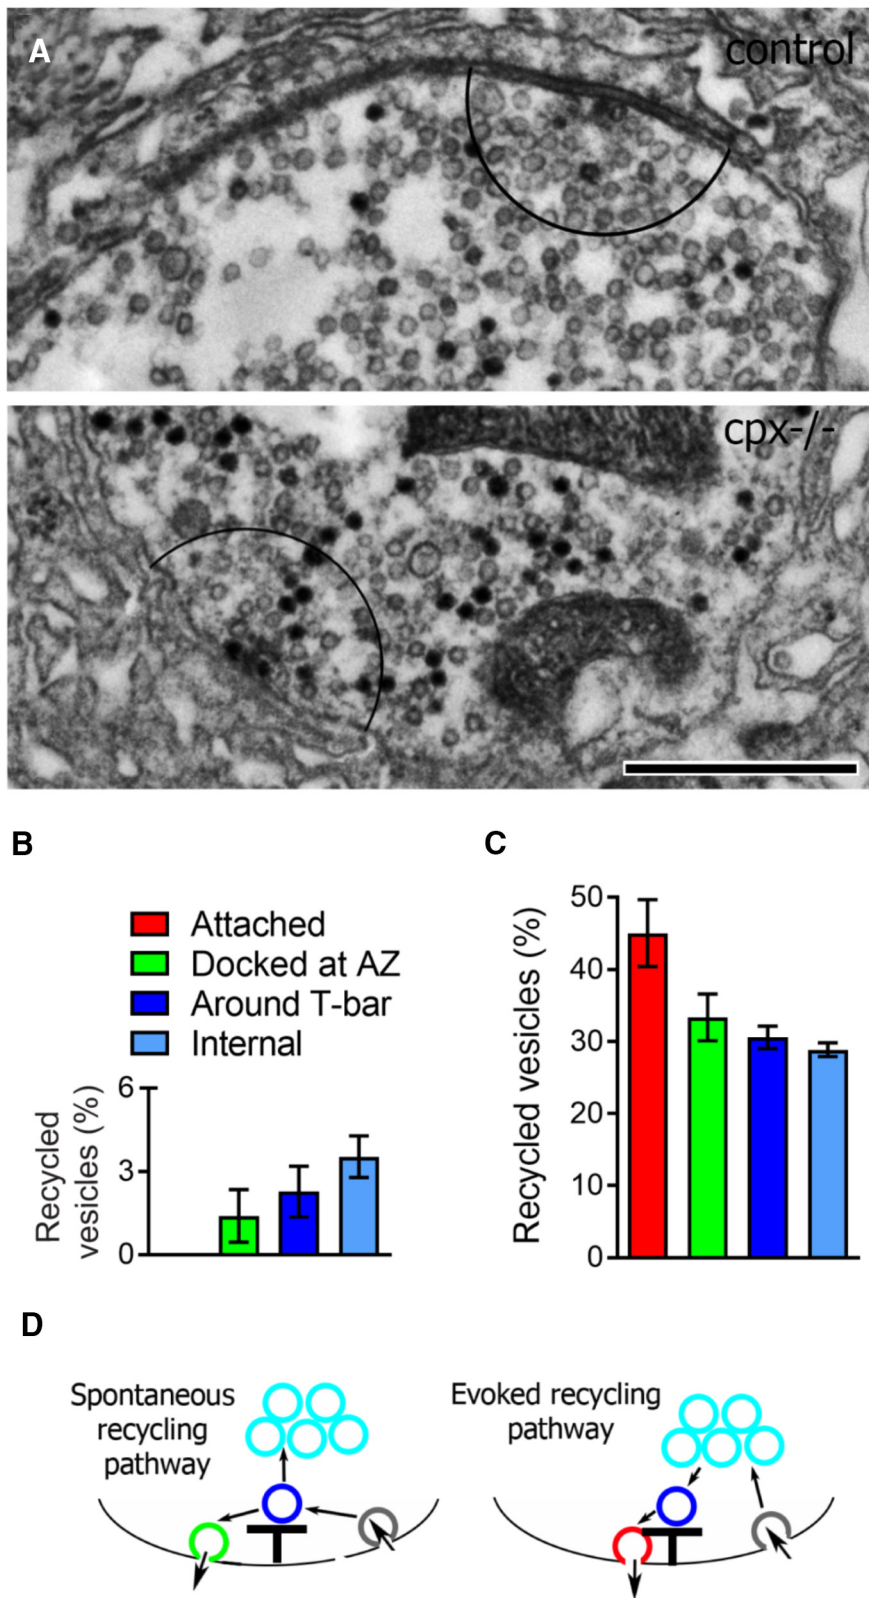 A
control
cpx-/-
B
Attached
Docked at AZ
Around T-bar
Internal
Recycled
vesicles (%)
6
3
0
C
Recycled vesicles (%)
50
40
30
20
10
0
D
Spontaneous
recycling
pathway
Evoked recycling
pathway